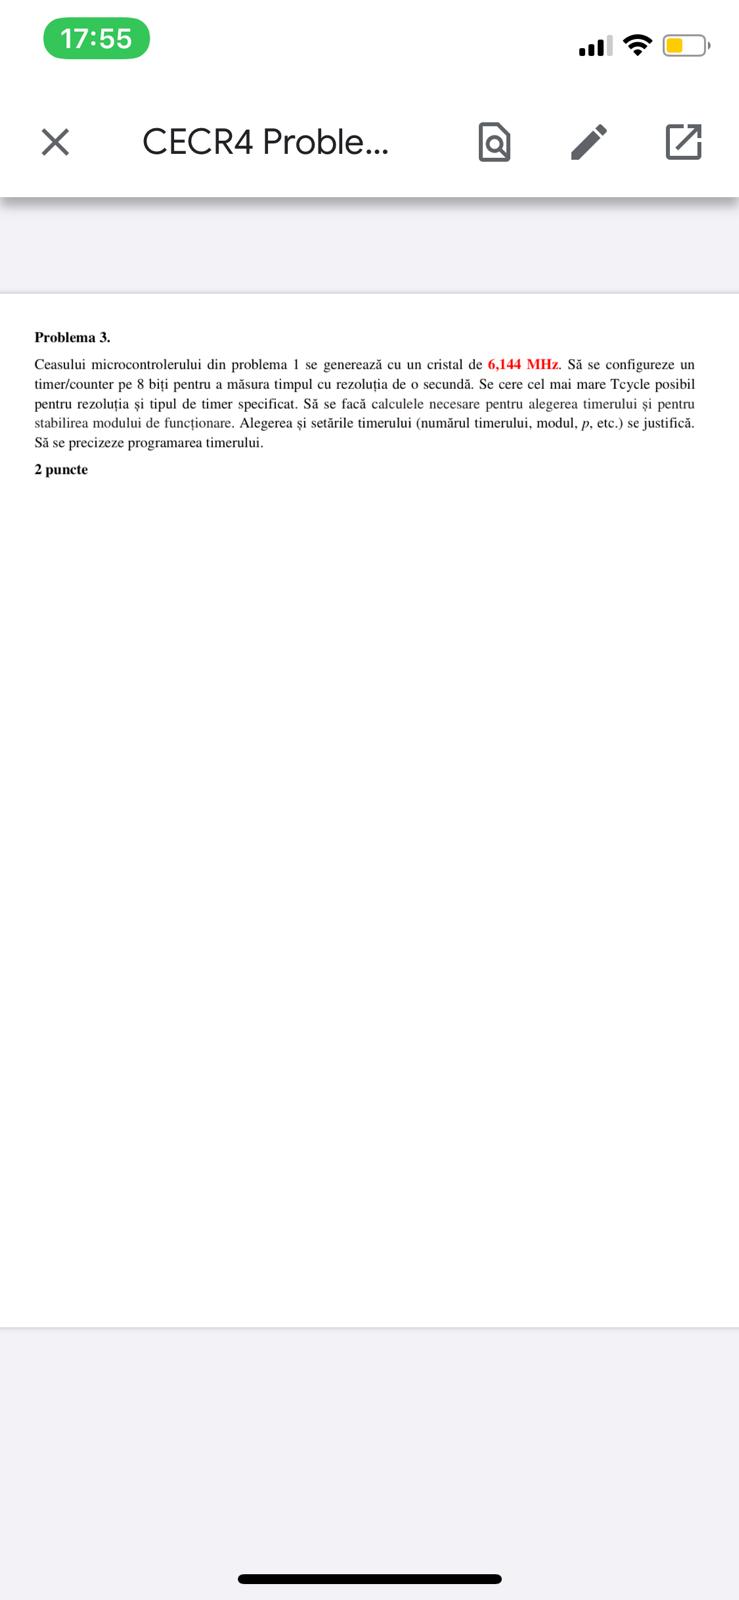 17:55
CECR4 Proble...
Problema 3.
Ceasului microcontrolerului din problema 1 se generează cu un cristal de 6,144 MHz. Să se configureze un
timer/counter pe 8 biți pentru a măsura timpul cu rezoluția de o secundă. Se cere cel mai mare Tcycle posibil
pentru rezoluția și tipul de timer specificat. Să se facă calculele necesare pentru alegerea timerului și pentru
stabilirea modului de funcționare. Alegerea și setările timerului (numărul timerului, modul, p, etc.) se justifică.
Să se precizeze programarea timerului.
2 puncte